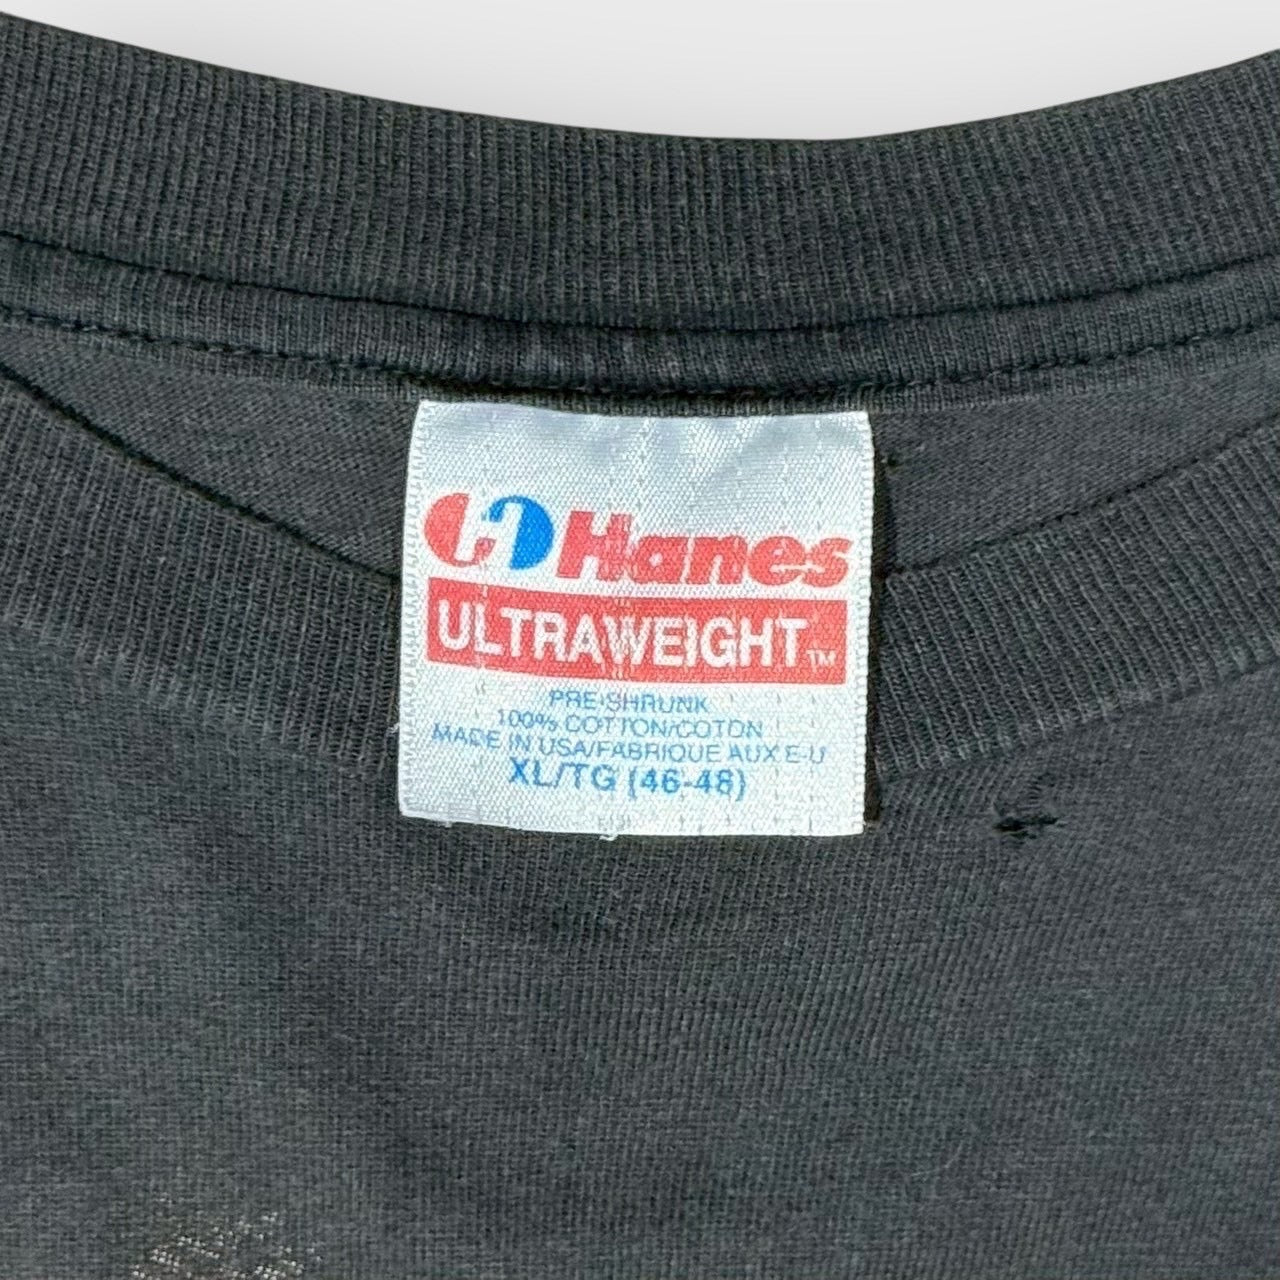 H Hanes
ULTRAWEIGHT™
PRE-SHRUNK
100% COTTON/COTON
MADE IN USA/FABRIQUE AUX E-U
XL/TG (46-48)